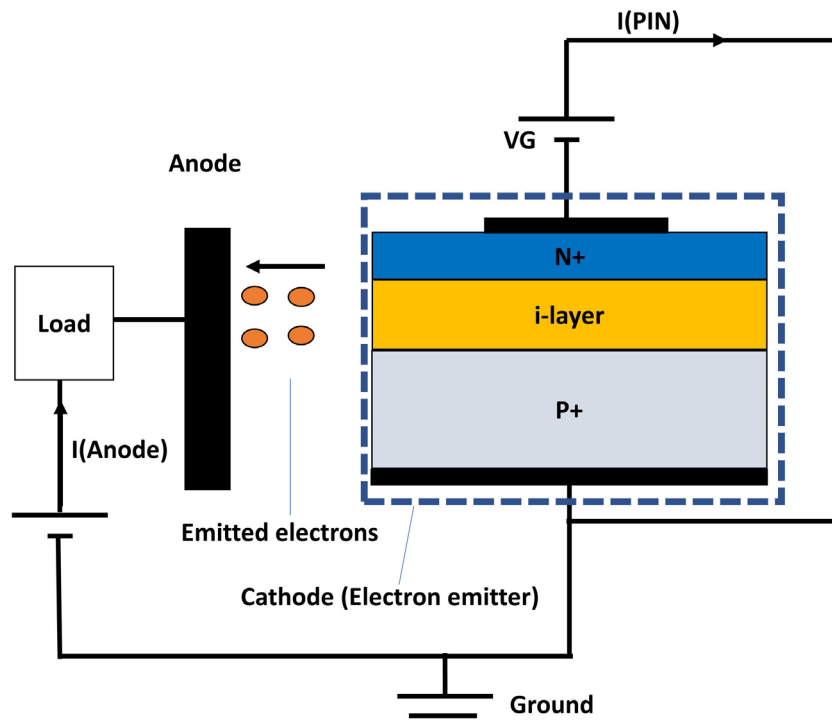 I(PIN)
VG
Anode
N+
i-layer
Load
P+
I(Anode)
Emitted electrons
Cathode (Electron emitter)
Ground